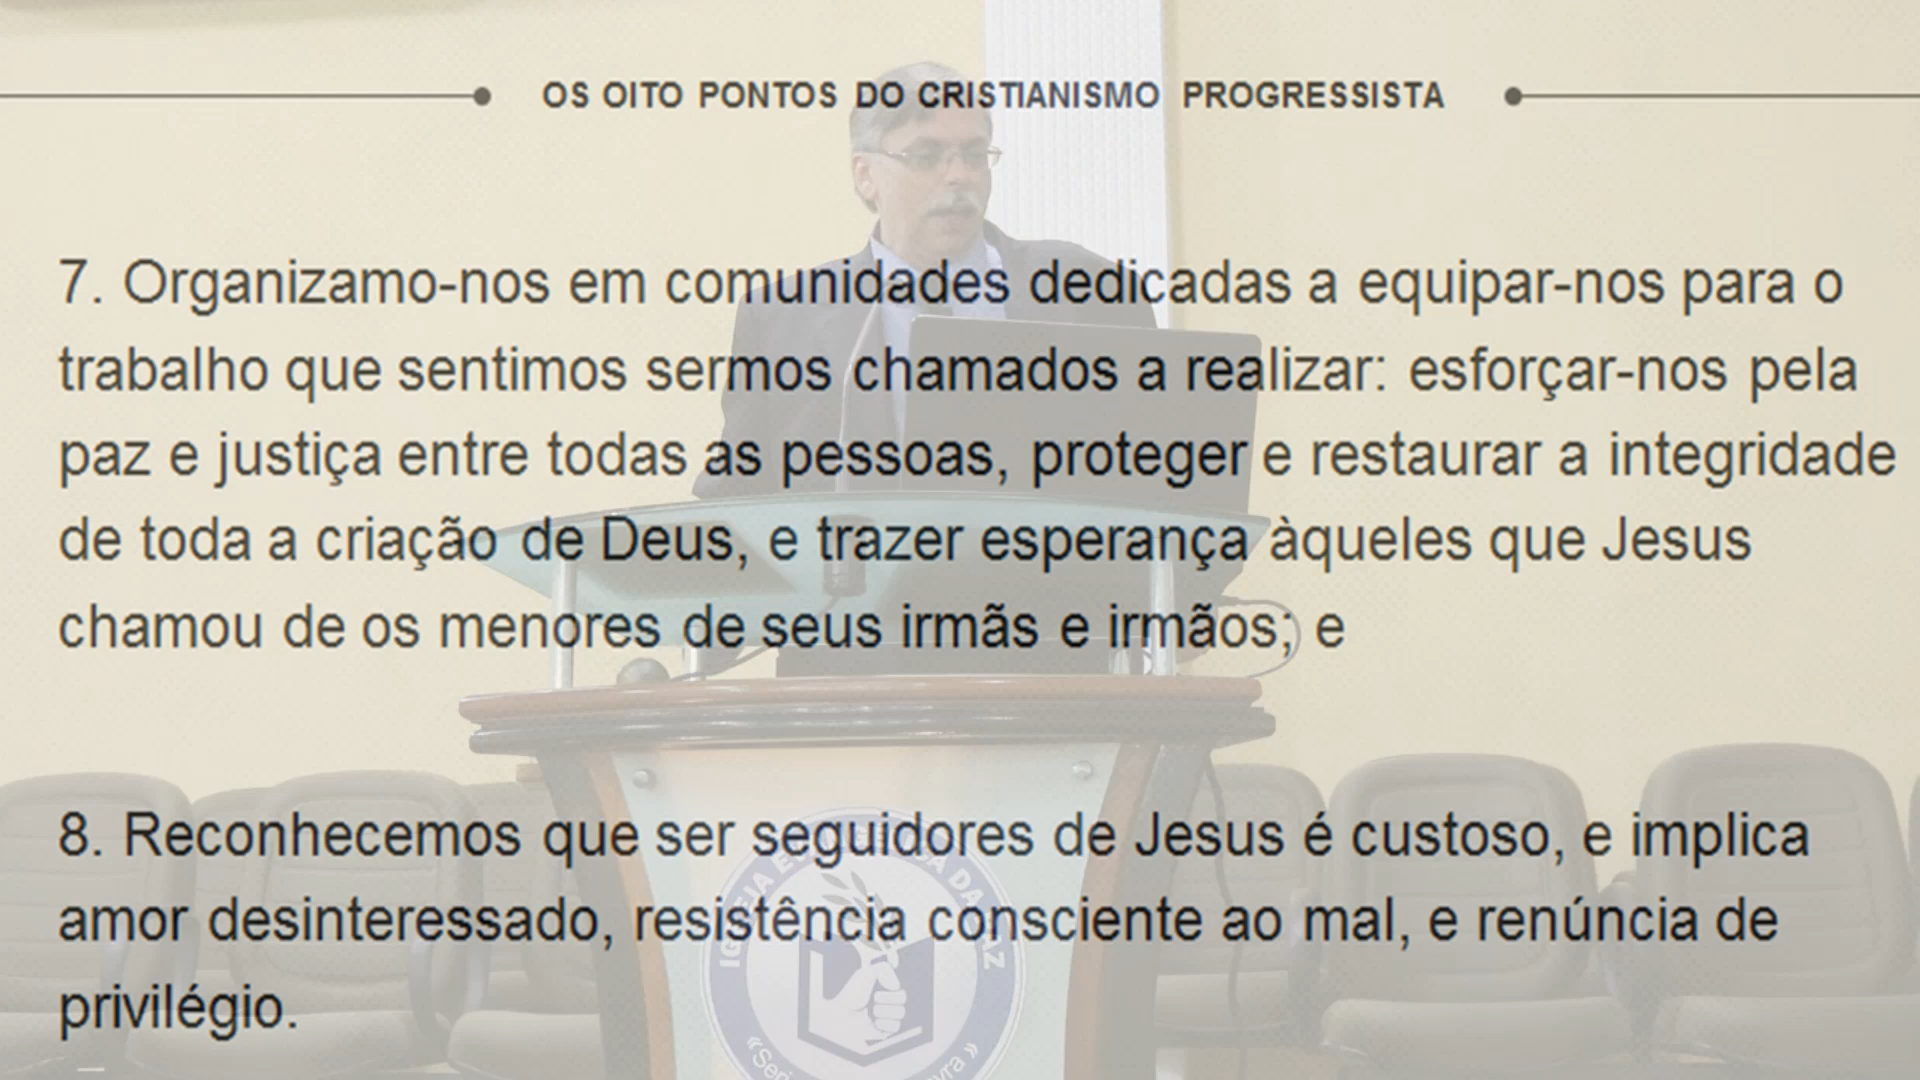 OS OITO PONTOS DO CRISTIANISMO PROGRESSISTA
7. Organizamo-nos em comunidades dedicadas a equipar-nos para o
trabalho que sentimos sermos chamados a realizar: esforçar-nos pela
paz e justiça entre todas as pessoas, proteger e restaurar a integridade
de toda a criação de Deus, e trazer esperança àqueles que Jesus
chamou de os menores de seus irmãs e irmãos; e
8. Reconhecemos que ser seguidores de Jesus é custoso, e implica
amor desinteressado, resistência consciente ao mal, e renúncia de
privilégio.